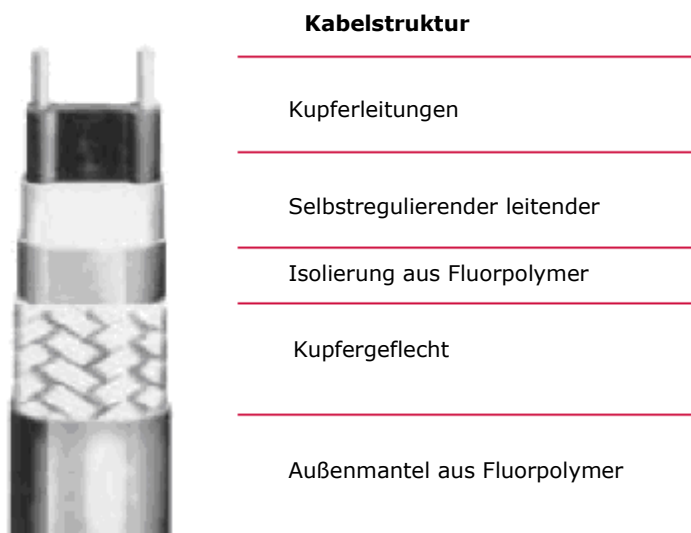 Kabelstruktur
Kupferleitungen
Selbstregulierender leitender
Isolierung aus Fluorpolymer
Kupfergeflecht
Außenmantel aus Fluorpolymer